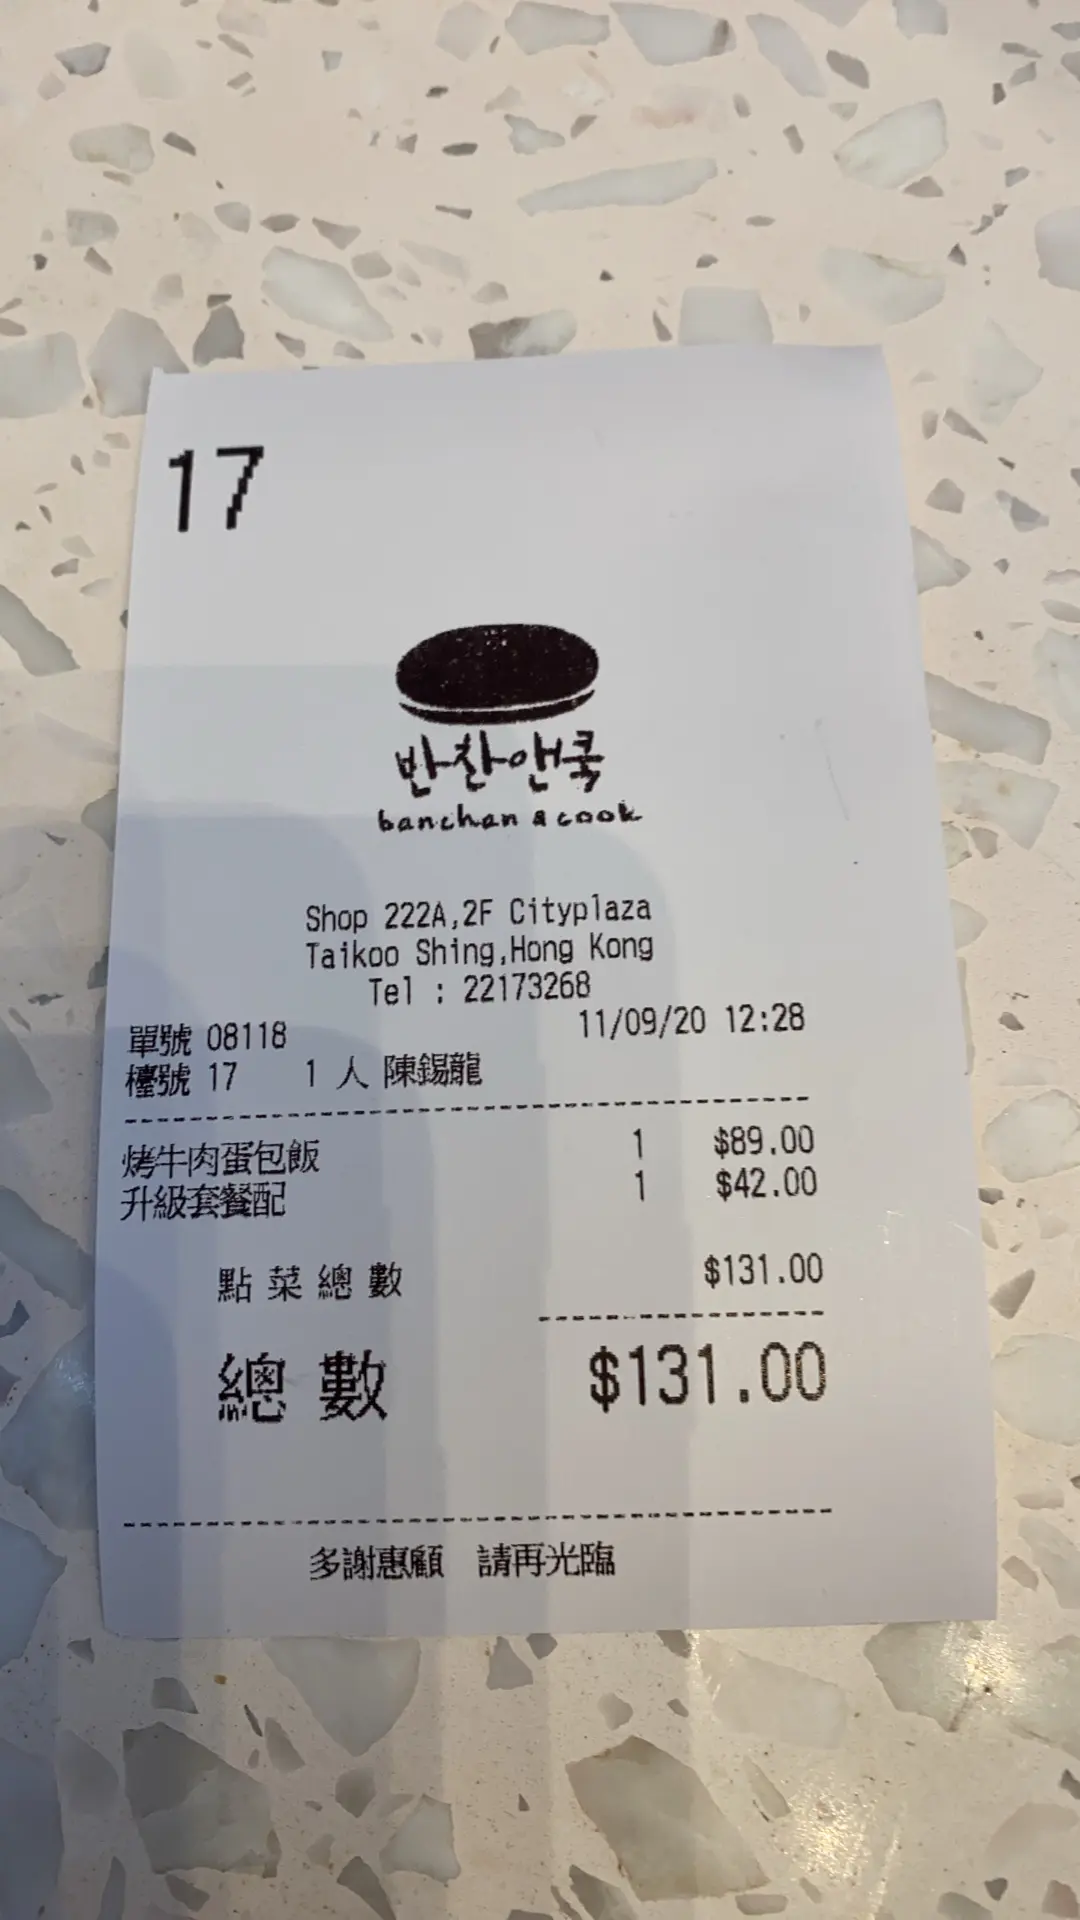 17
반찬앤쿡
banchan & cook
Shop 222A,2F Cityplaza
Taikoo Shing,Hong Kong
Tel : 22173268
單號 08118 11/09/20 12:28
檯號 17 1 人 陳錫龍
烤牛肉蛋包飯 1 $89.00
升級套餐配 1 $42.00
點菜總數 $131.00
總數 $131.00
多謝惠顧 請再光臨